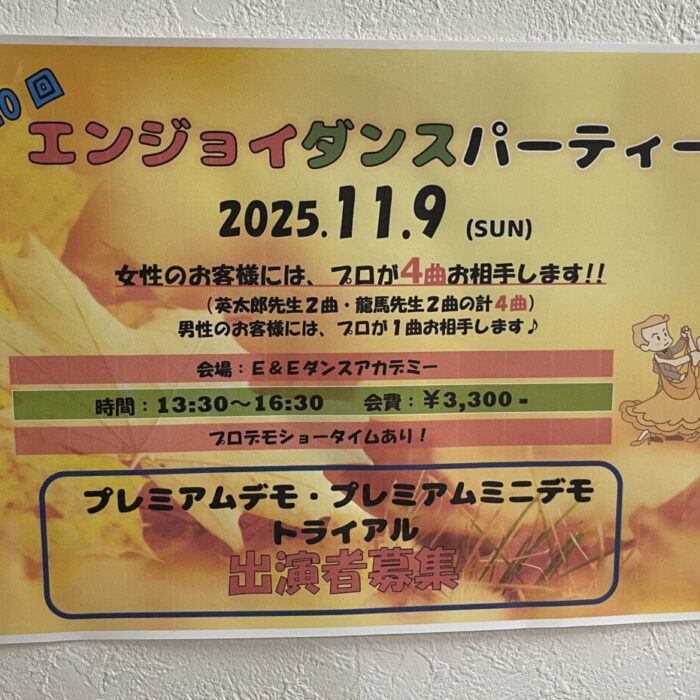 0 回
エンジョイダンスパーティー
2025.11.9 (SUN)
女性のお客様には、プロが4曲お相手します!!
(英太郎先生2曲・龍馬先生2曲の計4曲)
男性のお客様には、プロが1曲お相手します♪
会場:E&Eダンスアカデミー
時間:13:30～16:30 会費:¥3,300-
プロデモショータイムあり!
プレミアムデモ・プレミアムミニデモ
トライアル
出演者募集